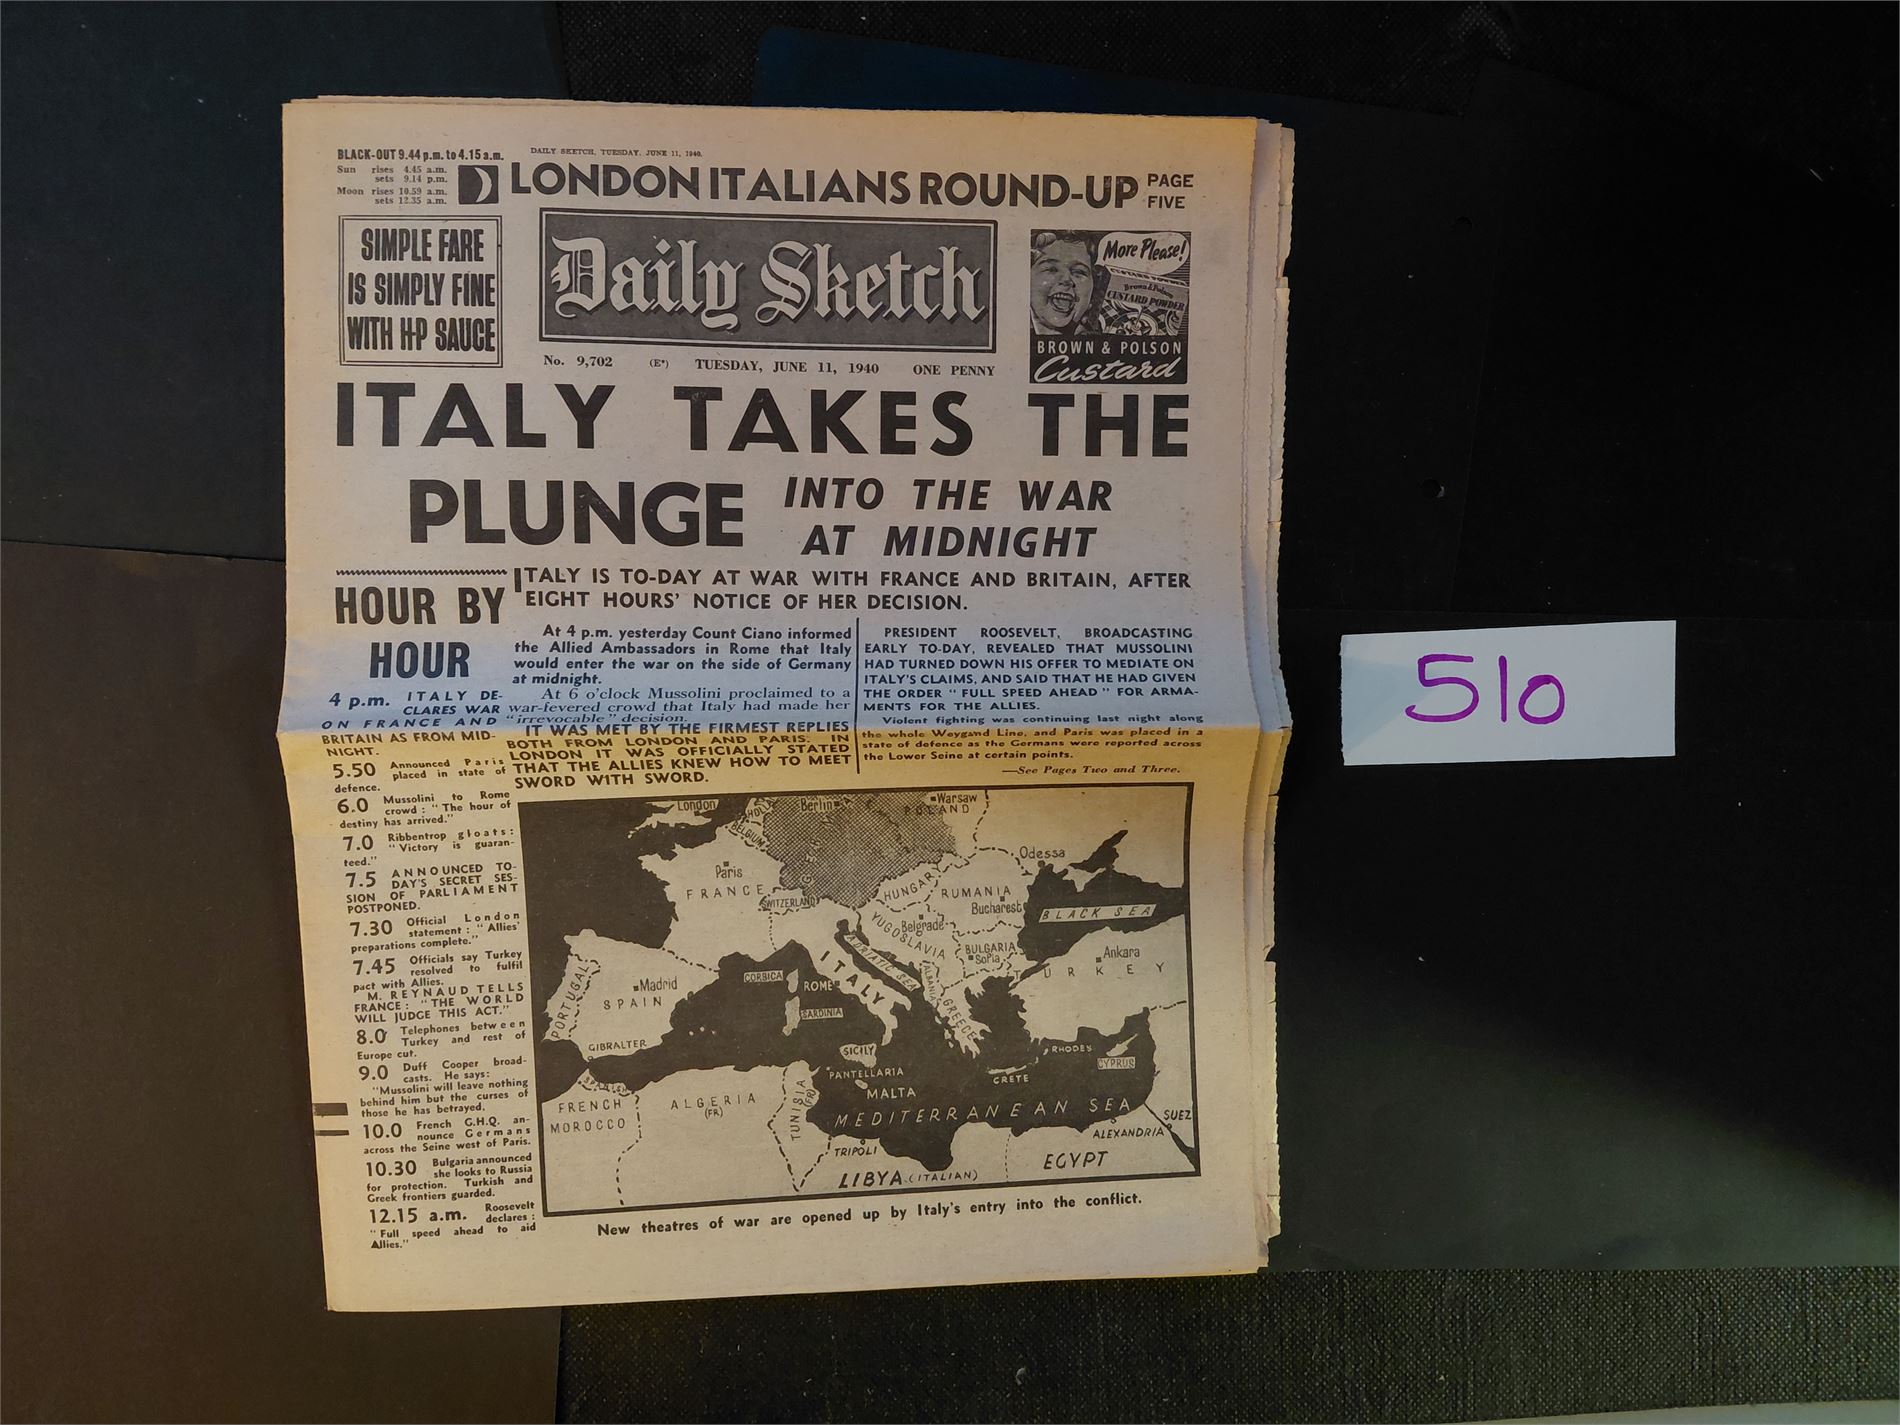 BLACK-OUT 9.44 p.m. to 4.15 a.m.
Sun rises 4.45 a.m.
sets 9.14 p.m.
Moon rises 10.59 a.m.
sets 12.35 a.m.
DAILY SKETCH, TUESDAY, JUNE 11, 1940.
LONDON ITALIANS ROUND-UP
PAGE
FIVE
SIMPLE FARE
IS SIMPLY FINE
WITH H·P SAUCE
Daily Sketch
No. 9,702 (E*) TUESDAY, JUNE 11, 1940 ONE PENNY
More Please!
CUSTARD POWDER
Brown & Polson
CUSTARD POWDER
BROWN & POLSON
Custard
ITALY TAKES THE
PLUNGE
INTO THE WAR
AT MIDNIGHT
HOUR BY
HOUR
4 p.m. ITALY DE-
CLARES WAR
ON FRANCE AND
BRITAIN AS FROM MID-
NIGHT.
5.50 Announced Paris
placed in state of
defence.
6.0 Mussolini to Rome
crowd: "The hour of
destiny has arrived."
7.0 Ribbentrop gloats:
"Victory is guaran-
teed."
7.5 ANNOUNCED TO-
DAY'S SECRET SES-
SION OF PARLIAMENT
POSTPONED.
7.30 Official London
statement: "Allies'
preparations complete."
7.45 Officials say Turkey
resolved to fulfil
pact with Allies.
M. REYNAUD TELLS
FRANCE: "THE WORLD
WILL JUDGE THIS ACT."
8.0 Telephones between
Turkey and rest of
Europe cut.
9.0 Duff Cooper broad-
casts. He says:
"Mussolini will leave nothing
behind him but the curses of
those he has betrayed.
10.0 French G.H.Q. an-
nounce Germans
across the Seine west of Paris.
10.30 Bulgaria announced
she looks to Russia
for protection. Turkish and
Greek frontiers guarded.
12.15 a.m. Roosevelt
declares:
"Full speed ahead to aid
Allies."
ITALY IS TO-DAY AT WAR WITH FRANCE AND BRITAIN, AFTER
EIGHT HOURS' NOTICE OF HER DECISION.
At 4 p.m. yesterday Count Ciano informed
the Allied Ambassadors in Rome that Italy
would enter the war on the side of Germany
at midnight.
At 6 o'clock Mussolini proclaimed to a
war-fevered crowd that Italy had made her
"irrevocable" decision.
IT WAS MET BY THE FIRMEST REPLIES
BOTH FROM LONDON AND PARIS. IN
LONDON IT WAS OFFICIALLY STATED
THAT THE ALLIES KNEW HOW TO MEET
SWORD WITH SWORD.
PRESIDENT ROOSEVELT, BROADCASTING
EARLY TO-DAY, REVEALED THAT MUSSOLINI
HAD TURNED DOWN HIS OFFER TO MEDIATE ON
ITALY'S CLAIMS, AND SAID THAT HE HAD GIVEN
THE ORDER "FULL SPEED AHEAD" FOR ARMA-
MENTS FOR THE ALLIES.
Violent fighting was continuing last night along
the whole Weygand Line, and Paris was placed in a
state of defence as the Germans were reported across
the Lower Seine at certain points.
—See Pages Two and Three.
London
Berlin
Warsaw
POLAND
BELGIUM
Paris
FRANCE
SWITZERLAND
HUNGARY
Odessa
RUMANIA
Bucharest
BLACK SEA
YUGOSLAVIA
Belgrade
BULGARIA
Sofia
Ankara
TURKEY
ADRIATIC SEA
ALBANIA
GREECE
PORTUGAL
Madrid
SPAIN
CORSICA
ROME
ITALY
SARDINIA
GIBRALTER
SICILY
RHODES
CYPRUS
CRETE
PANTELLARIA
MALTA
SPANISH
FRENCH
MOROCCO
ALGERIA
(FR)
TUNISIA
(FR)
MEDITERRANEAN SEA
SUEZ
ALEXANDRIA
TRIPOLI
LIBYA (ITALIAN)
EGYPT
New theatres of war are opened up by Italy's entry into the conflict.
510